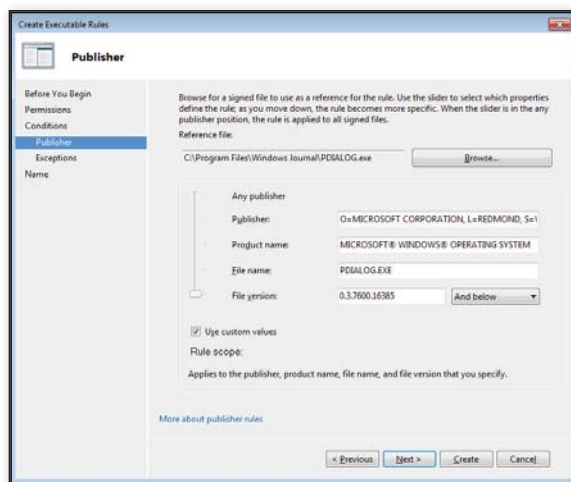 Create Executable Rules
Publisher
Before You Begin
Permissions
Conditions
Publisher
Exceptions
Name
Browse for a signed file to use as a reference for the rule. Use the slider to select which properties
define the rule; as you move down, the rule becomes more specific. When the slider is in the any
publisher position, the rule is applied to all signed files.
Reference file:
C:\Program Files\Windows Journal\PDIALOG.exe
Browse...
Any publisher
Publisher:
O=MICROSOFT CORPORATION, L=REDMOND, S=\
Product name:
MICROSOFT® WINDOWS® OPERATING SYSTEM
File name:
PDIALOG.EXE
File version:
0.3.7600.16385
And below
Use custom values
Rule scope:
Applies to the publisher, product name, file name, and file version that you specify.
More about publisher rules
< Previous
Next >
Create
Cancel